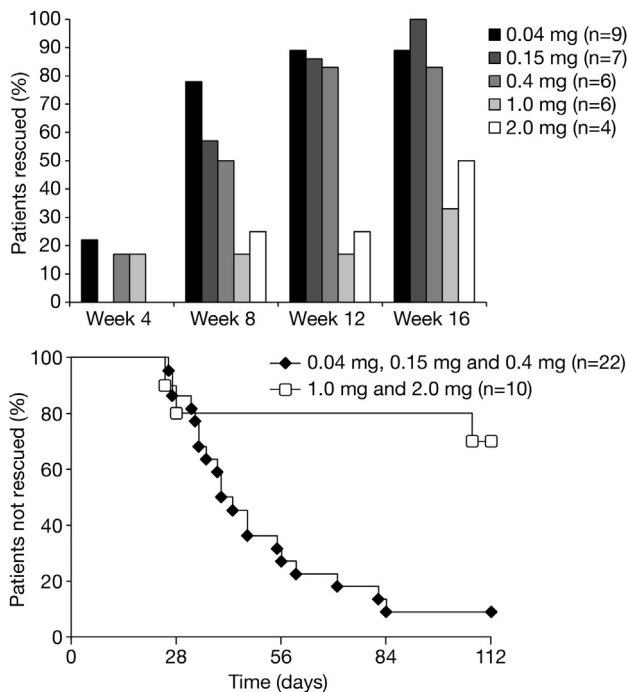 100
90
80
70
60
50
40
30
20
10
0
Patients rescued (%)
Week 4
Week 8
Week 12
Week 16
0.04 mg (n=9)
0.15 mg (n=7)
0.4 mg (n=6)
1.0 mg (n=6)
2.0 mg (n=4)
100
80
60
40
20
0
Patients not rescued (%)
0.04 mg, 0.15 mg and 0.4 mg (n=22)
1.0 mg and 2.0 mg (n=10)
0
28
56
84
112
Time (days)